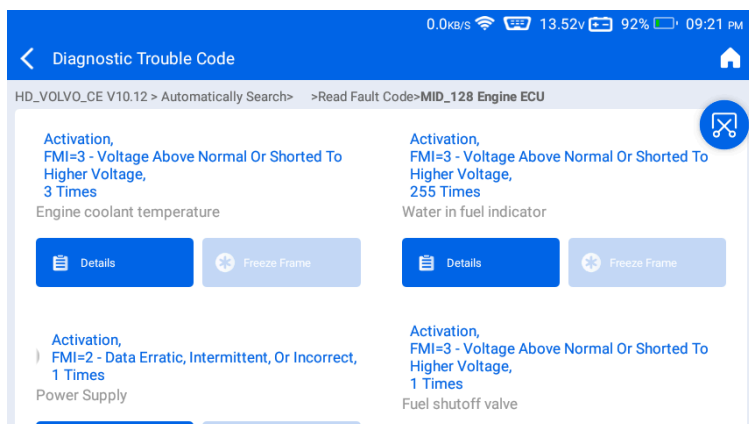 0.0KB/S 13.52V 92% 09:21 PM
Diagnostic Trouble Code
HD_VOLVO_CE V10.12 > Automatically Search> >Read Fault Code>MID_128 Engine ECU
Activation,
FMI=3 - Voltage Above Normal Or Shorted To
Higher Voltage,
3 Times
Engine coolant temperature
Details
Freeze Frame
Activation,
FMI=3 - Voltage Above Normal Or Shorted To
Higher Voltage,
255 Times
Water in fuel indicator
Details
Freeze Frame
Activation,
FMI=2 - Data Erratic, Intermittent, Or Incorrect,
1 Times
Power Supply
Activation,
FMI=3 - Voltage Above Normal Or Shorted To
Higher Voltage,
1 Times
Fuel shutoff valve